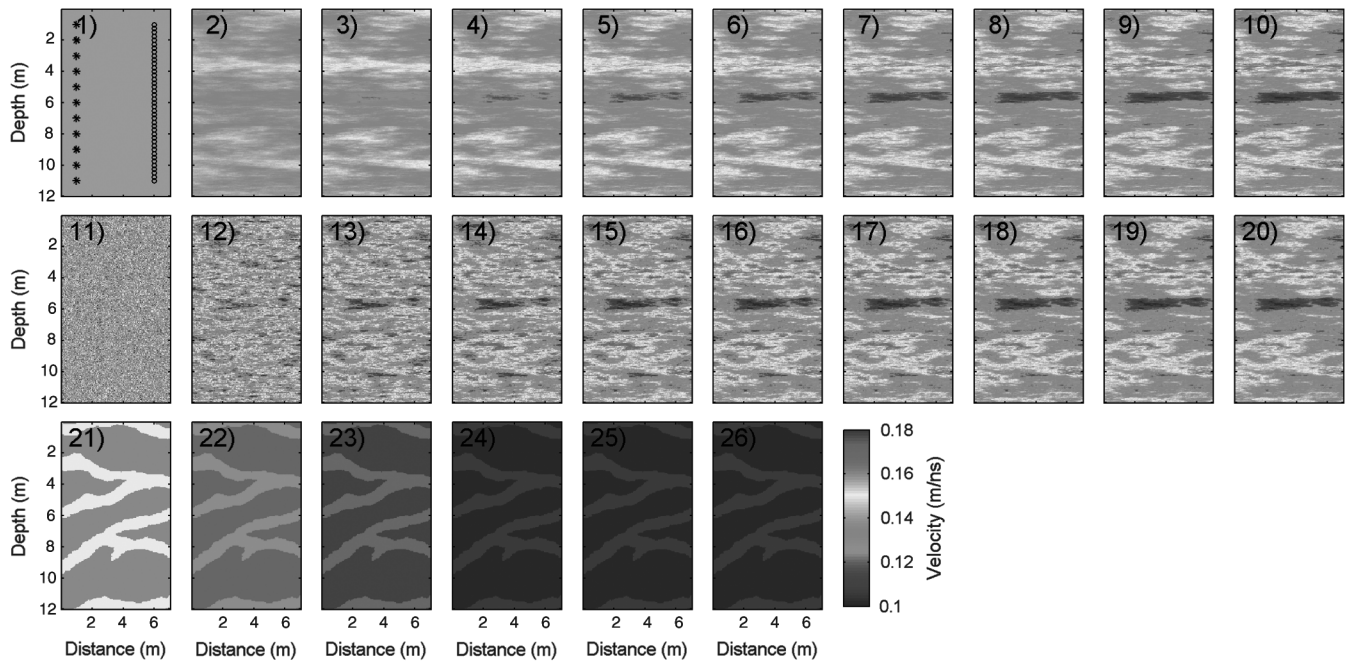 1) 2) 3) 4) 5) 6) 7) 8) 9) 10)
Depth (m)
2
4
6
8
10
12
11) 12) 13) 14) 15) 16) 17) 18) 19) 20)
Depth (m)
2
4
6
8
10
12
21) 22) 23) 24) 25) 26)
Depth (m)
2
4
6
8
10
12
2 4 6 2 4 6 2 4 6 2 4 6 2 4 6 2 4 6
Distance (m) Distance (m) Distance (m) Distance (m) Distance (m) Distance (m)
0.18
0.16
0.14
0.12
0.1
Velocity (m/ns)